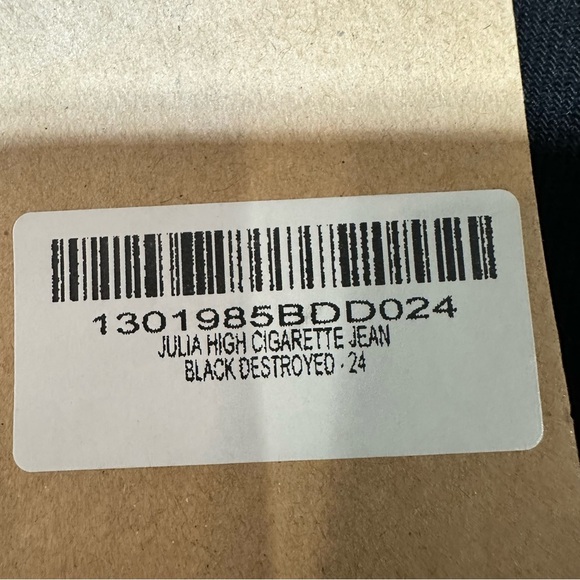 1301985BDD024
JULIA HIGH CIGARETTE JEAN
BLACK DESTROYED - 24